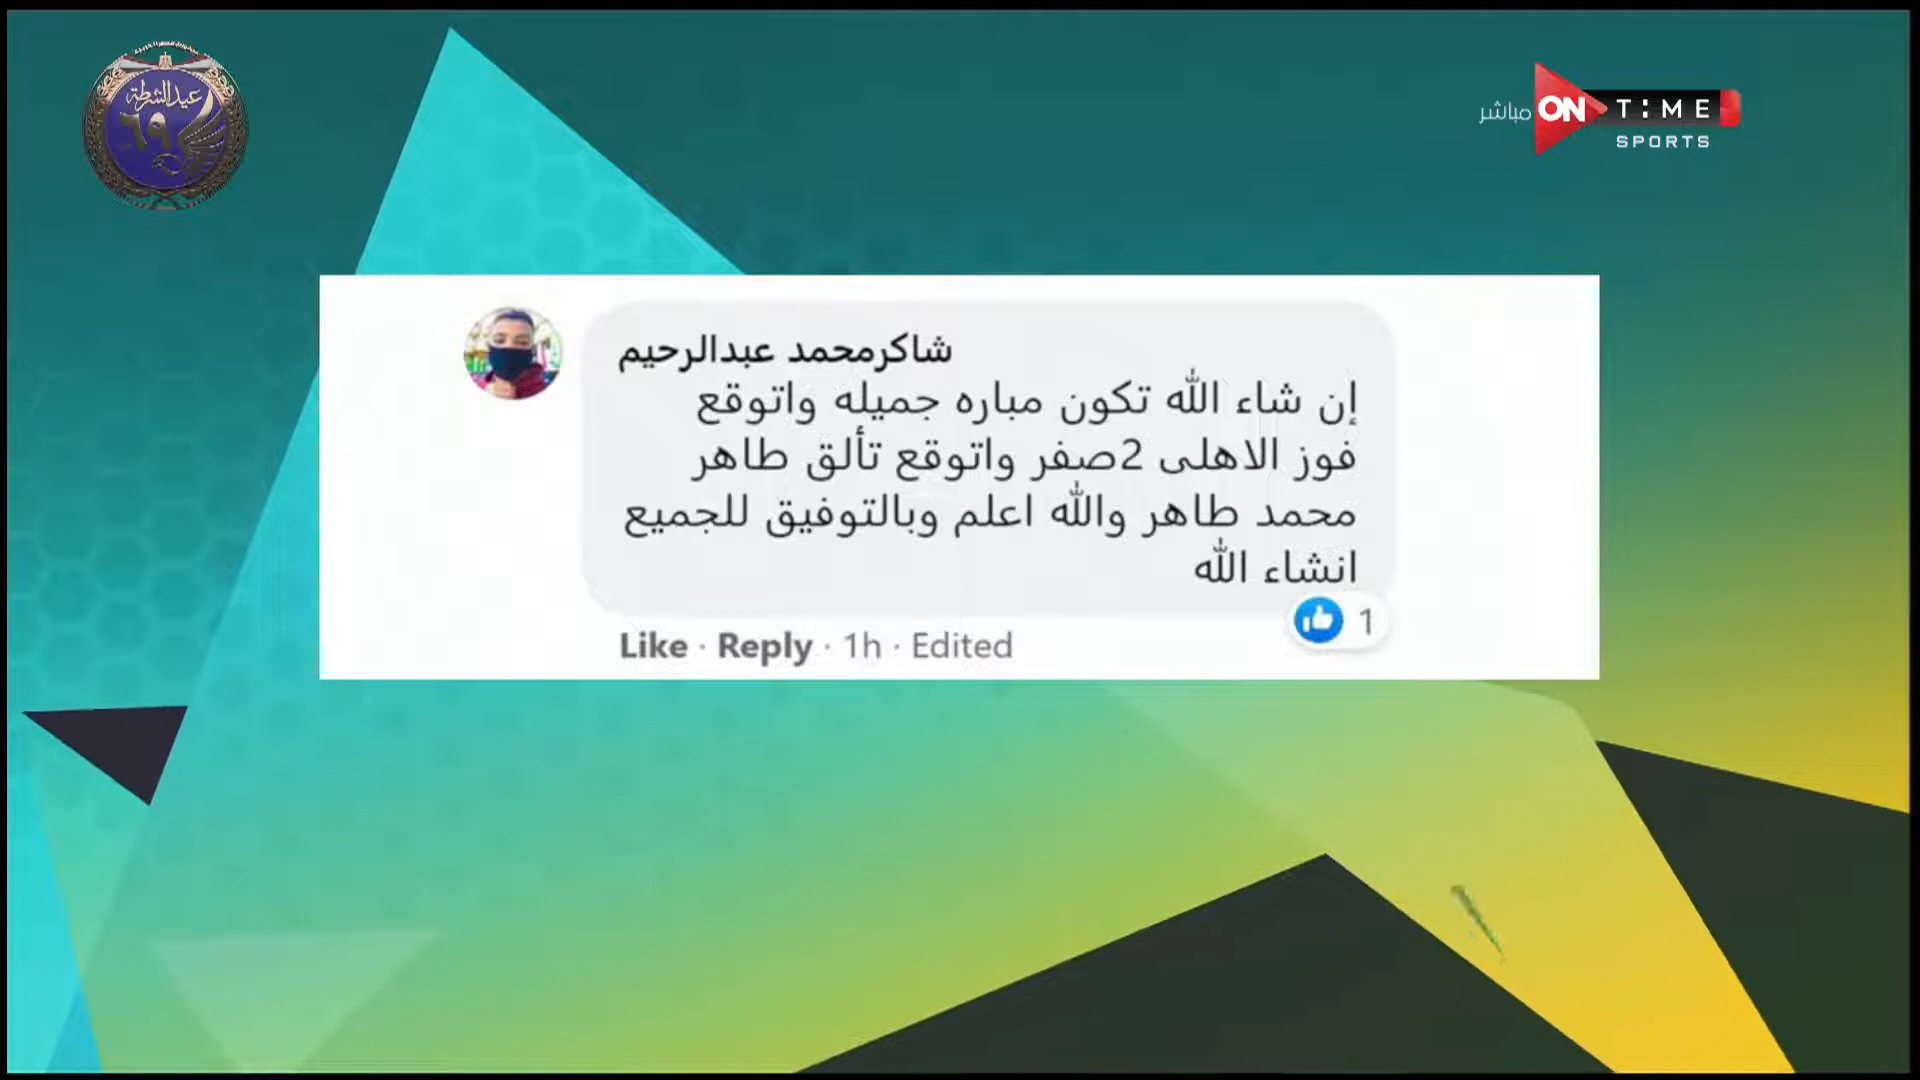 عيد الشرطة
٦٩
مباشر
ON TIME
SPORTS
شاكرمحمد عبدالرحيم
إن شاء الله تكون مباره جميله واتوقع
فوز الاهلى 2صفر واتوقع تألق طاهر
محمد طاهر والله اعلم وبالتوفيق للجميع
انشاء الله
1
Like · Reply · 1h · Edited